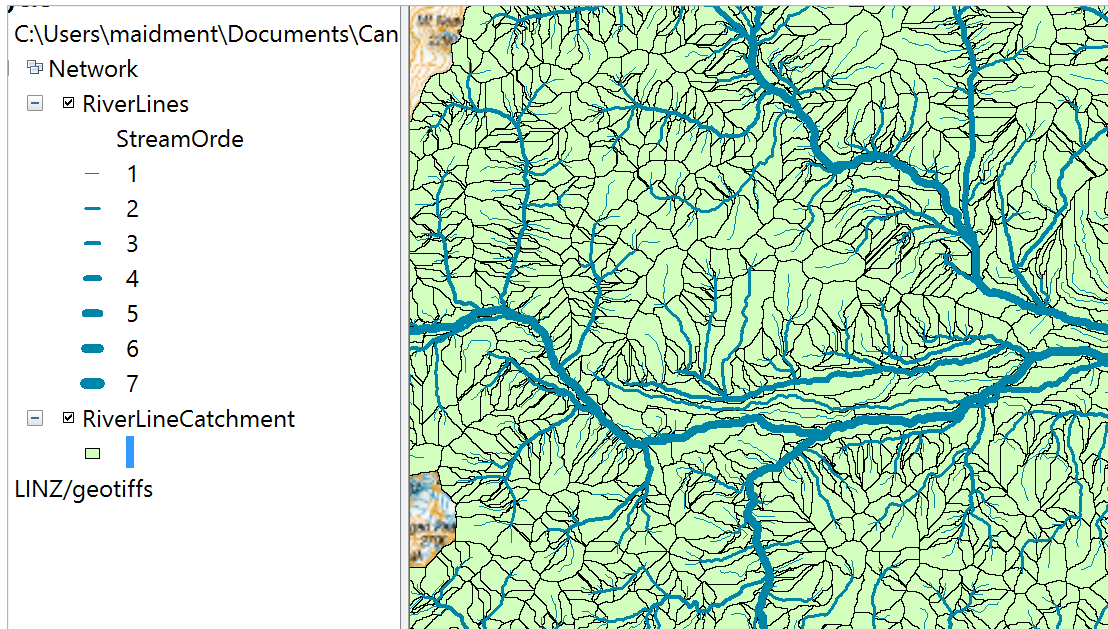 C:\Users\maidment\Documents\Can
Network
RiverLines
StreamOrde
1
2
3
4
5
6
7
RiverLineCatchment
LINZ/geotiffs